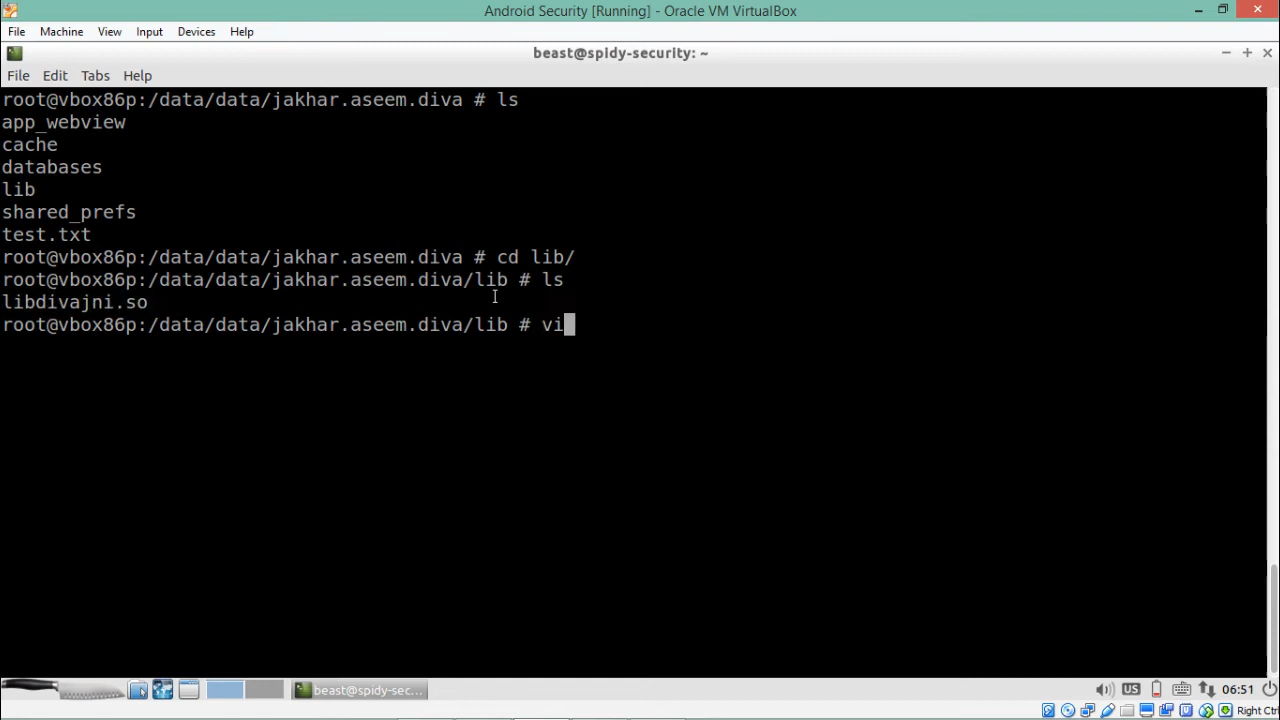 Android Security [Running] - Oracle VM VirtualBox
File Machine View Input Devices Help
beast@spidy-security: ~
File Edit Tabs Help
root@vbox86p:/data/data/jakhar.aseem.diva # ls
app_webview
cache
databases
lib
shared_prefs
test.txt
root@vbox86p:/data/data/jakhar.aseem.diva # cd lib/
root@vbox86p:/data/data/jakhar.aseem.diva/lib # ls
libdivajni.so
root@vbox86p:/data/data/jakhar.aseem.diva/lib # vi
beast@spidy-sec... US 06:51
Right Ctrl